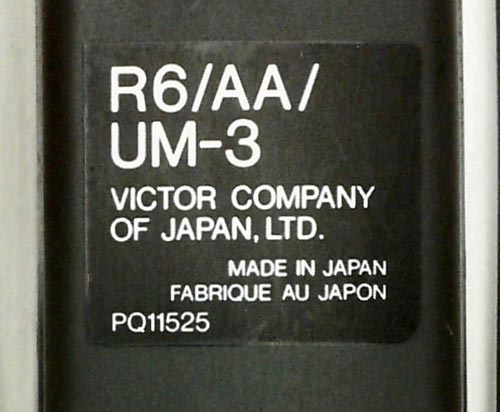 R6/AA/
UM-3
VICTOR COMPANY
OF JAPAN, LTD.
MADE IN JAPAN
FABRIQUE AU JAPON
PQ11525